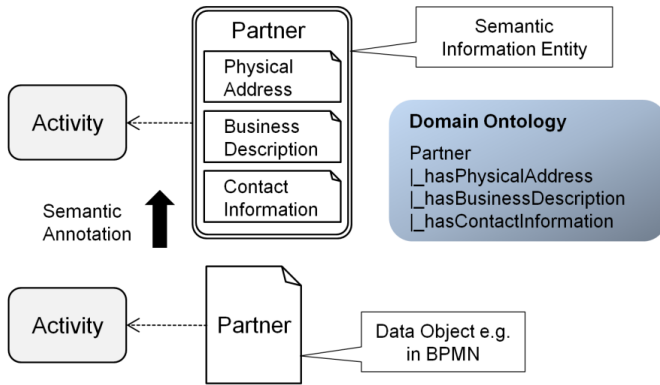 Partner
Semantic
Information Entity
Physical
Address
Activity
Business
Description
Contact
Information
Domain Ontology
Partner
|_hasPhysicalAddress
|_hasBusinessDescription
|_hasContactInformation
Semantic
Annotation
Activity
Partner
Data Object e.g.
in BPMN